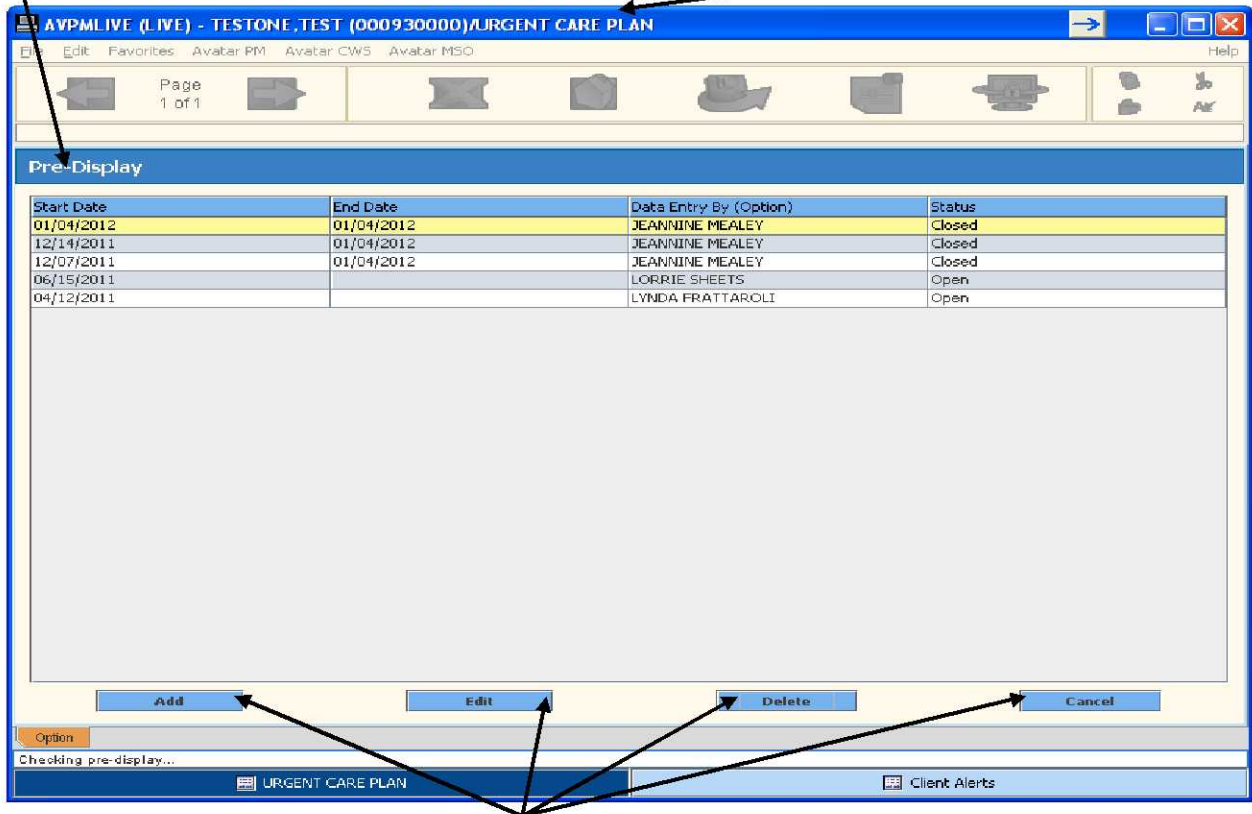 AVPMLIVE (LIVE) - TESTONE,TEST (000930000)/URGENT CARE PLAN
File Edit Favorites Avatar PM Avatar CWS Avatar MSO Help
Page
1 of 1
Pre-Display
Start Date End Date Data Entry By (Option) Status
01/04/2012 01/04/2012 JEANNINE MEALEY Closed
12/14/2011 01/04/2012 JEANNINE MEALEY Closed
12/07/2011 01/04/2012 JEANNINE MEALEY Closed
06/15/2011 LORRIE SHEETS Open
04/12/2011 LYNDA FRATTAROLI Open
Add Edit Delete Cancel
Option
Checking pre-display...
URGENT CARE PLAN Client Alerts